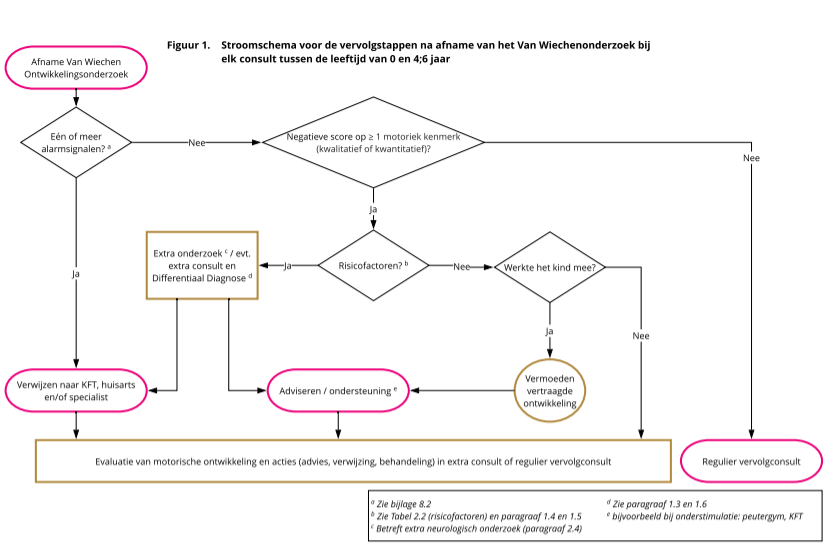 Figuur 1. Stroomschema voor de vervolgstappen na afname van het Van Wiechenonderzoek bij
elk consult tussen de leeftijd van 0 en 4;6 jaar
Afname Van Wiechen
Ontwikkelingsonderzoek
Eén of meer
alarmsignalen? a
Nee
Negatieve score op ≥ 1 motoriek kenmerk
(kwalitatief of kwantitatief)?
Nee
Ja
Ja
Extra onderzoek c / evt.
extra consult en
Differentiaal Diagnose d
Ja
Risicofactoren? b
Nee
Werkte het kind mee?
Ja
Nee
Verwijzen naar KFT, huisarts
en/of specialist
Adviseren / ondersteuning e
Vermoeden
vertraagde
ontwikkeling
Evaluatie van motorische ontwikkeling en acties (advies, verwijzing, behandeling) in extra consult of regulier vervolgconsult
Regulier vervolgconsult
a Zie bijlage 8.2
b Zie Tabel 2.2 (risicofactoren) en paragraaf 1.4 en 1.5
c Betreft extra neurologisch onderzoek (paragraaf 2.4)
d Zie paragraaf 1.3 en 1.6
e bijvoorbeeld bij onderstimulatie: peutergym, KFT